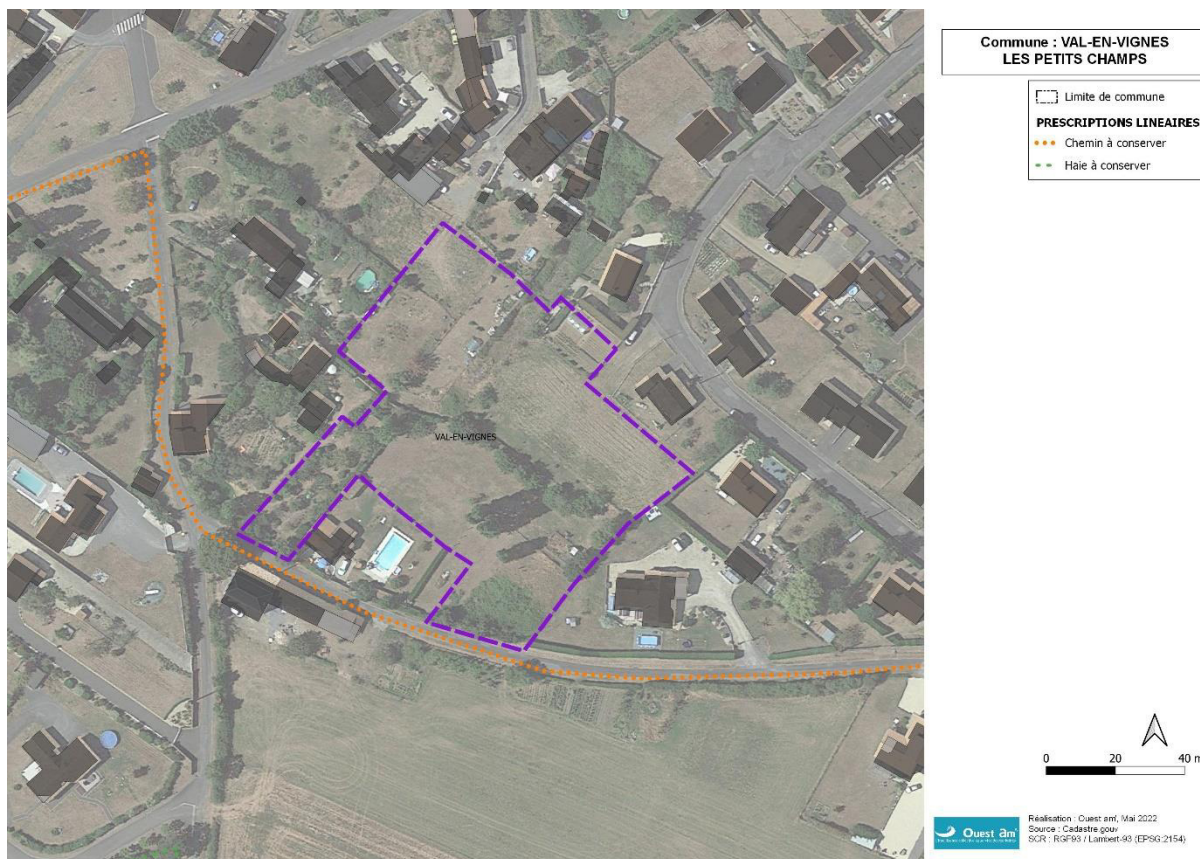 Commune : VAL-EN-VIGNES
LES PETITS CHAMPS
Limite de commune
PRESCRIPTIONS LINEAIRES
Chemin à conserver
Haie à conserver
VAL-EN-VIGNES
0 20 40 m
Ouest am'
Réalisation : Ouest am', Mai 2022
Source : Cadastre.gouv
SCR : RGF93 / Lambert-93 (EPSG:2154)